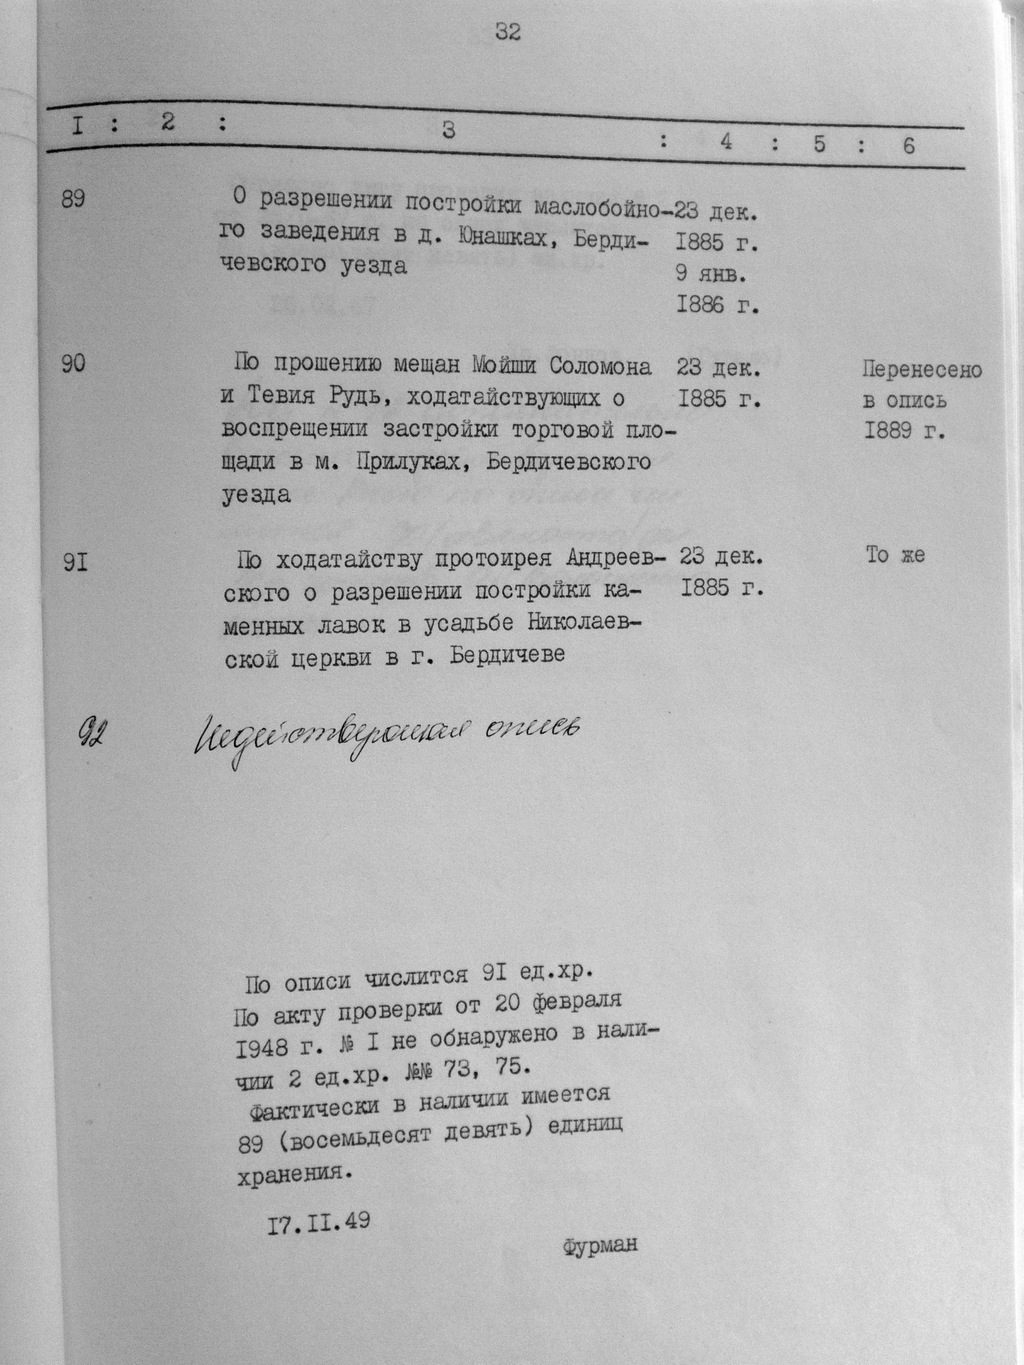 32
I : 2 : 3 : 4 : 5 : 6
89 О разрешении постройки маслобойно- 23 дек.
го заведения в д. Юнашках, Берди- 1885 г.
чевского уезда 9 янв.
1886 г.
90 По прошению мещан Мойши Соломона 23 дек. Перенесено
и Тевия Рудь, ходатайствующих о 1885 г. в опись
воспрещении застройки торговой пло- 1889 г.
щади в м. Прилуках, Бердичевского
уезда
9I По ходатайству протоирея Андреев- 23 дек. То же
ского о разрешении постройки ка- 1885 г.
менных лавок в усадьбе Николаев-
ской церкви в г. Бердичеве
92 Недействующая опись
По описи числится 9I ед.хр.
По акту проверки от 20 февраля
1948 г. № I не обнаружено в нали-
чии 2 ед.хр. №№ 73, 75.
Фактически в наличии имеется
89 (восемьдесят девять) единиц
хранения.
I7.II.49
Фурман